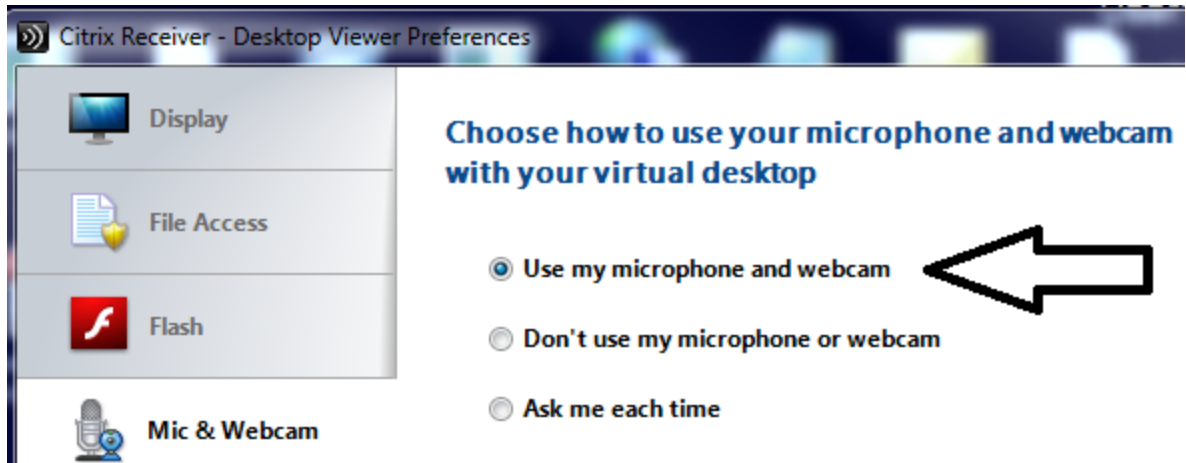 Citrix Receiver - Desktop Viewer Preferences
Display
File Access
Flash
Mic & Webcam
Choose how to use your microphone and webcam
with your virtual desktop
Use my microphone and webcam
Don't use my microphone or webcam
Ask me each time